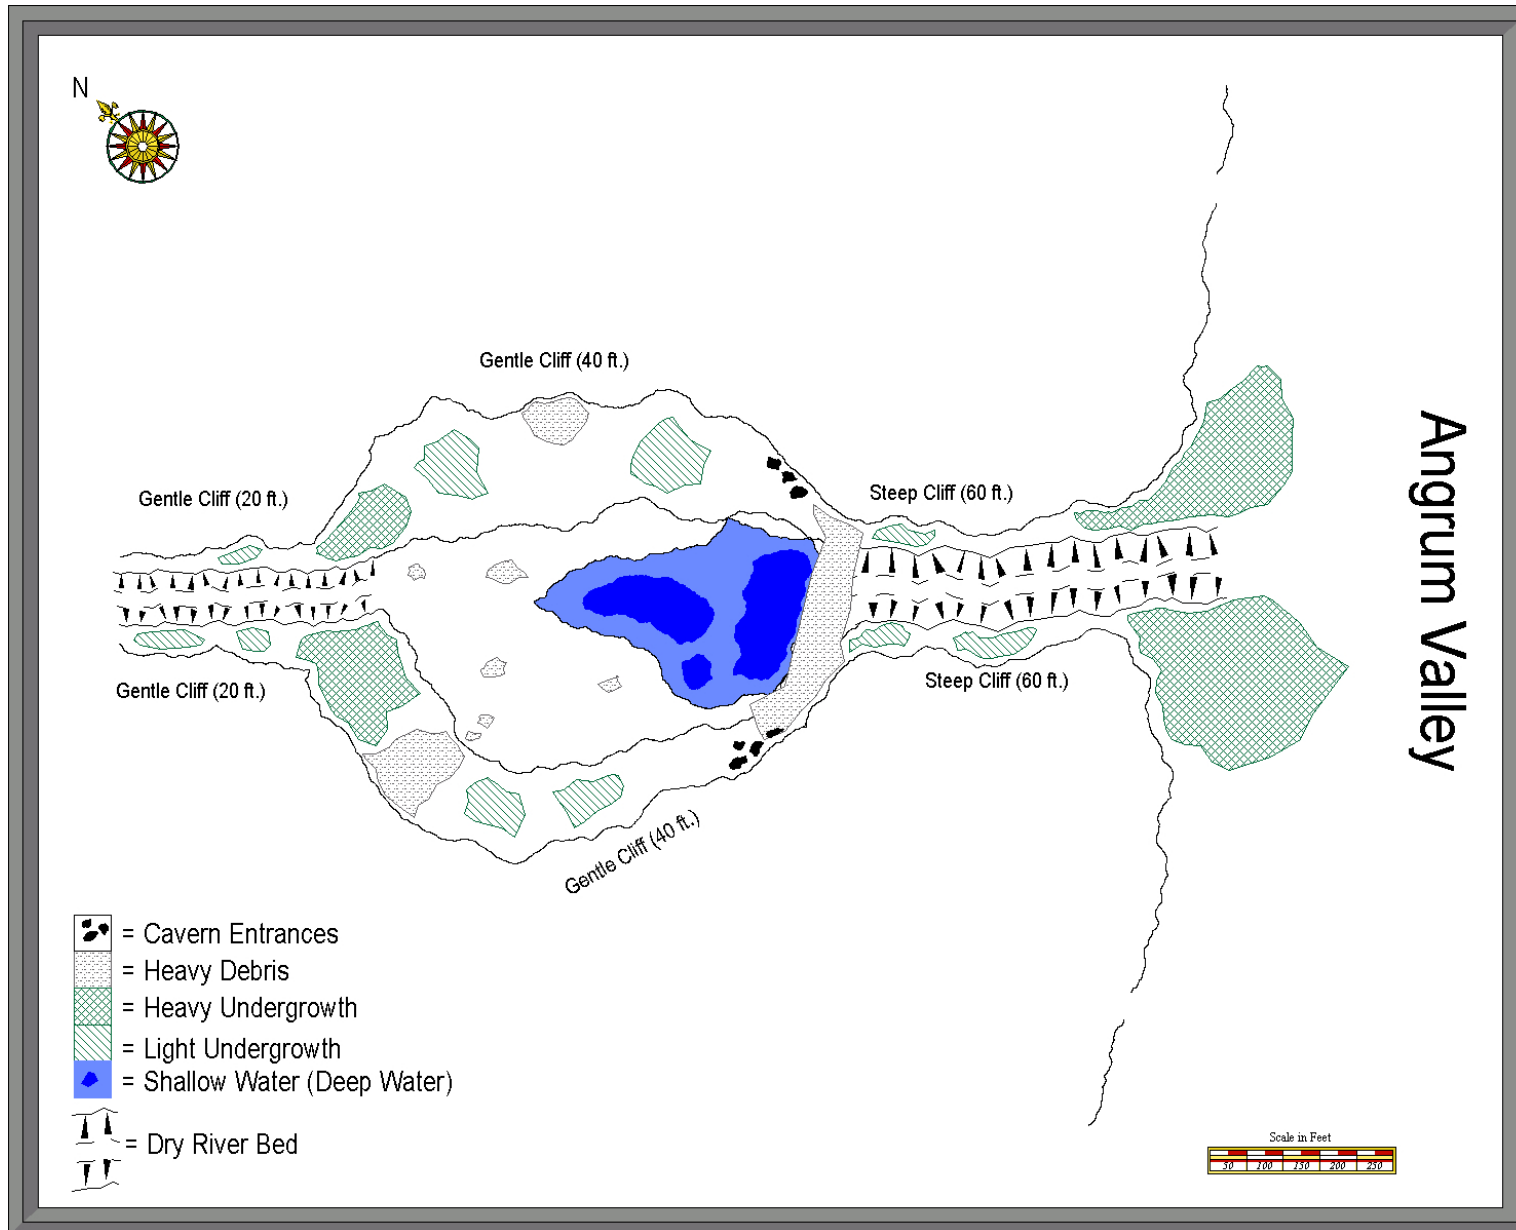 N
Gentle Cliff (40 ft.)
Gentle Cliff (20 ft.)
Steep Cliff (60 ft.)
Angrum Valley
Gentle Cliff (20 ft.)
Steep Cliff (60 ft.)
Gentle Cliff (40 ft.)
= Cavern Entrances
= Heavy Debris
= Heavy Undergrowth
= Light Undergrowth
= Shallow Water (Deep Water)
= Dry River Bed
Scale in Feet
50 100 150 200 250